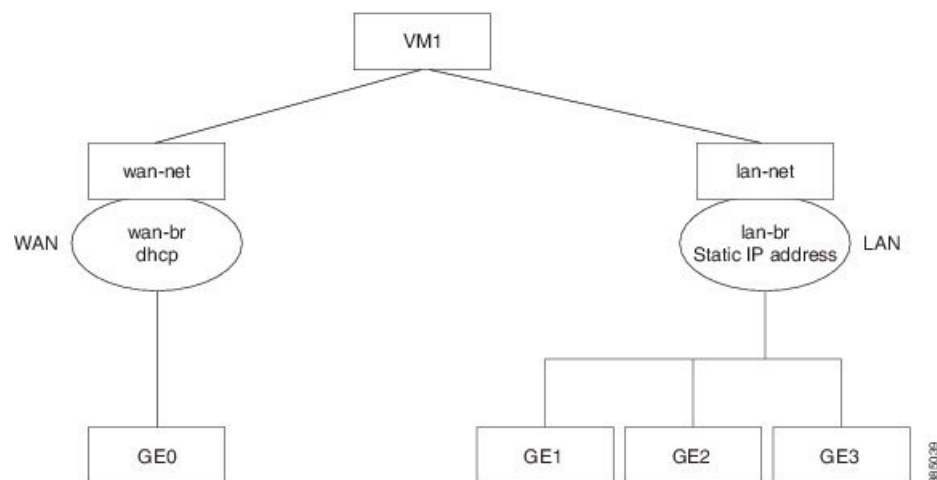 VM1
wan-net
lan-net
WAN
wan-br
dhcp
lan-br
Static IP address
LAN
GE0
GE1
GE2
GE3